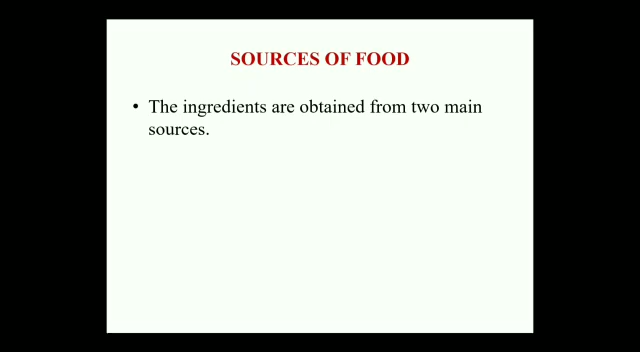 SOURCES OF FOOD
• The ingredients are obtained from two main
sources.